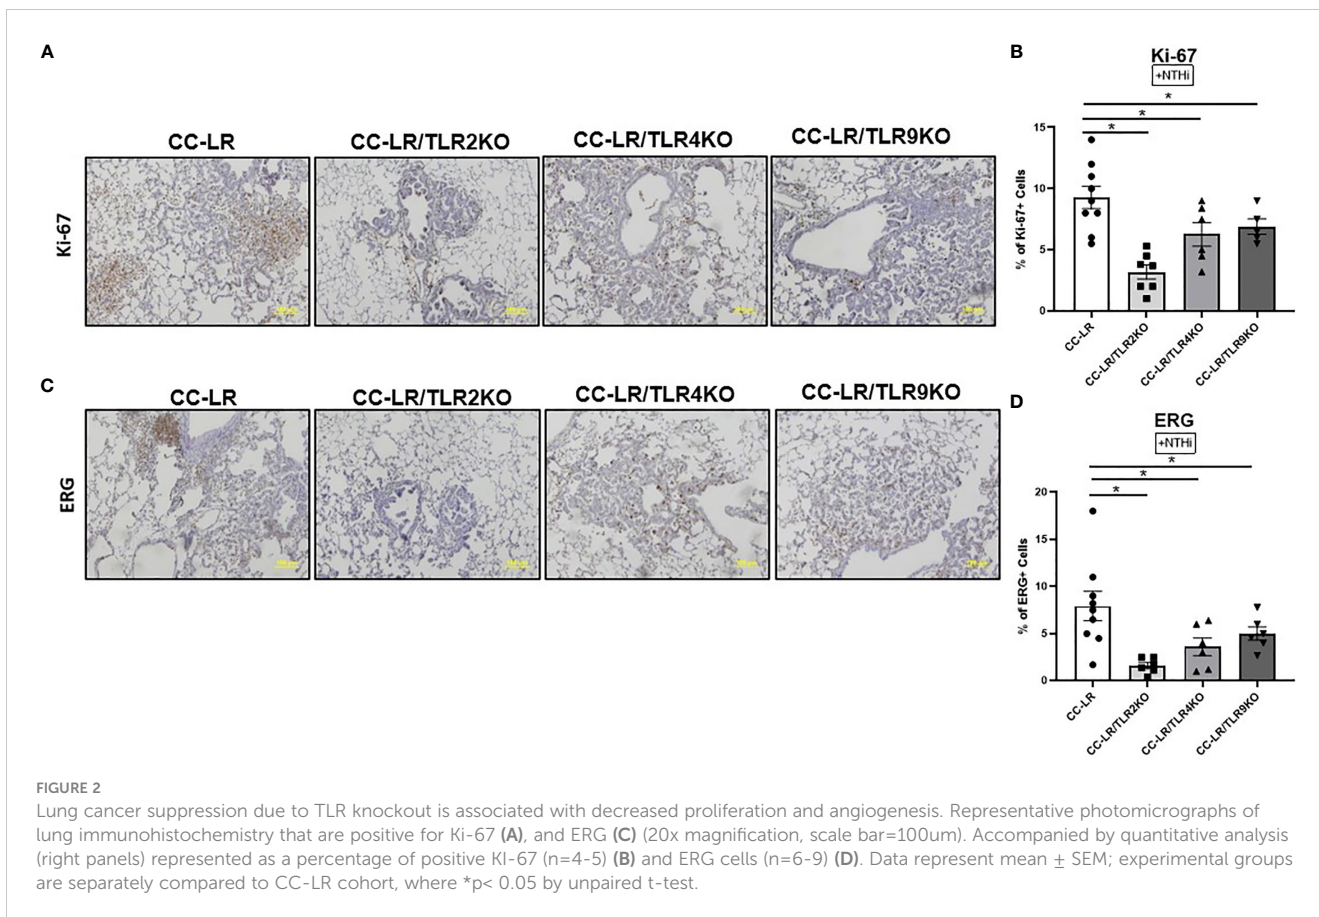 A
CC-LR
CC-LR/TLR2KO
CC-LR/TLR4KO
CC-LR/TLR9KO
Ki-67
B
Ki-67
+NTHi
*
*
*
% of Ki-67+ Cells
15
10
5
0
CC-LR
CC-LR/TLR2KO
CC-LR/TLR4KO
CC-LR/TLR9KO
C
CC-LR
CC-LR/TLR2KO
CC-LR/TLR4KO
CC-LR/TLR9KO
ERG
D
ERG
+NTHi
*
*
*
% of ERG+ Cells
20
15
10
5
0
CC-LR
CC-LR/TLR2KO
CC-LR/TLR4KO
CC-LR/TLR9KO
FIGURE 2
Lung cancer suppression due to TLR knockout is associated with decreased proliferation and angiogenesis. Representative photomicrographs of
lung immunohistochemistry that are positive for Ki-67 (A), and ERG (C) (20x magnification, scale bar=100um). Accompanied by quantitative analysis
(right panels) represented as a percentage of positive KI-67 (n=4-5) (B) and ERG cells (n=6-9) (D). Data represent mean ± SEM; experimental groups
are separately compared to CC-LR cohort, where *p< 0.05 by unpaired t-test.